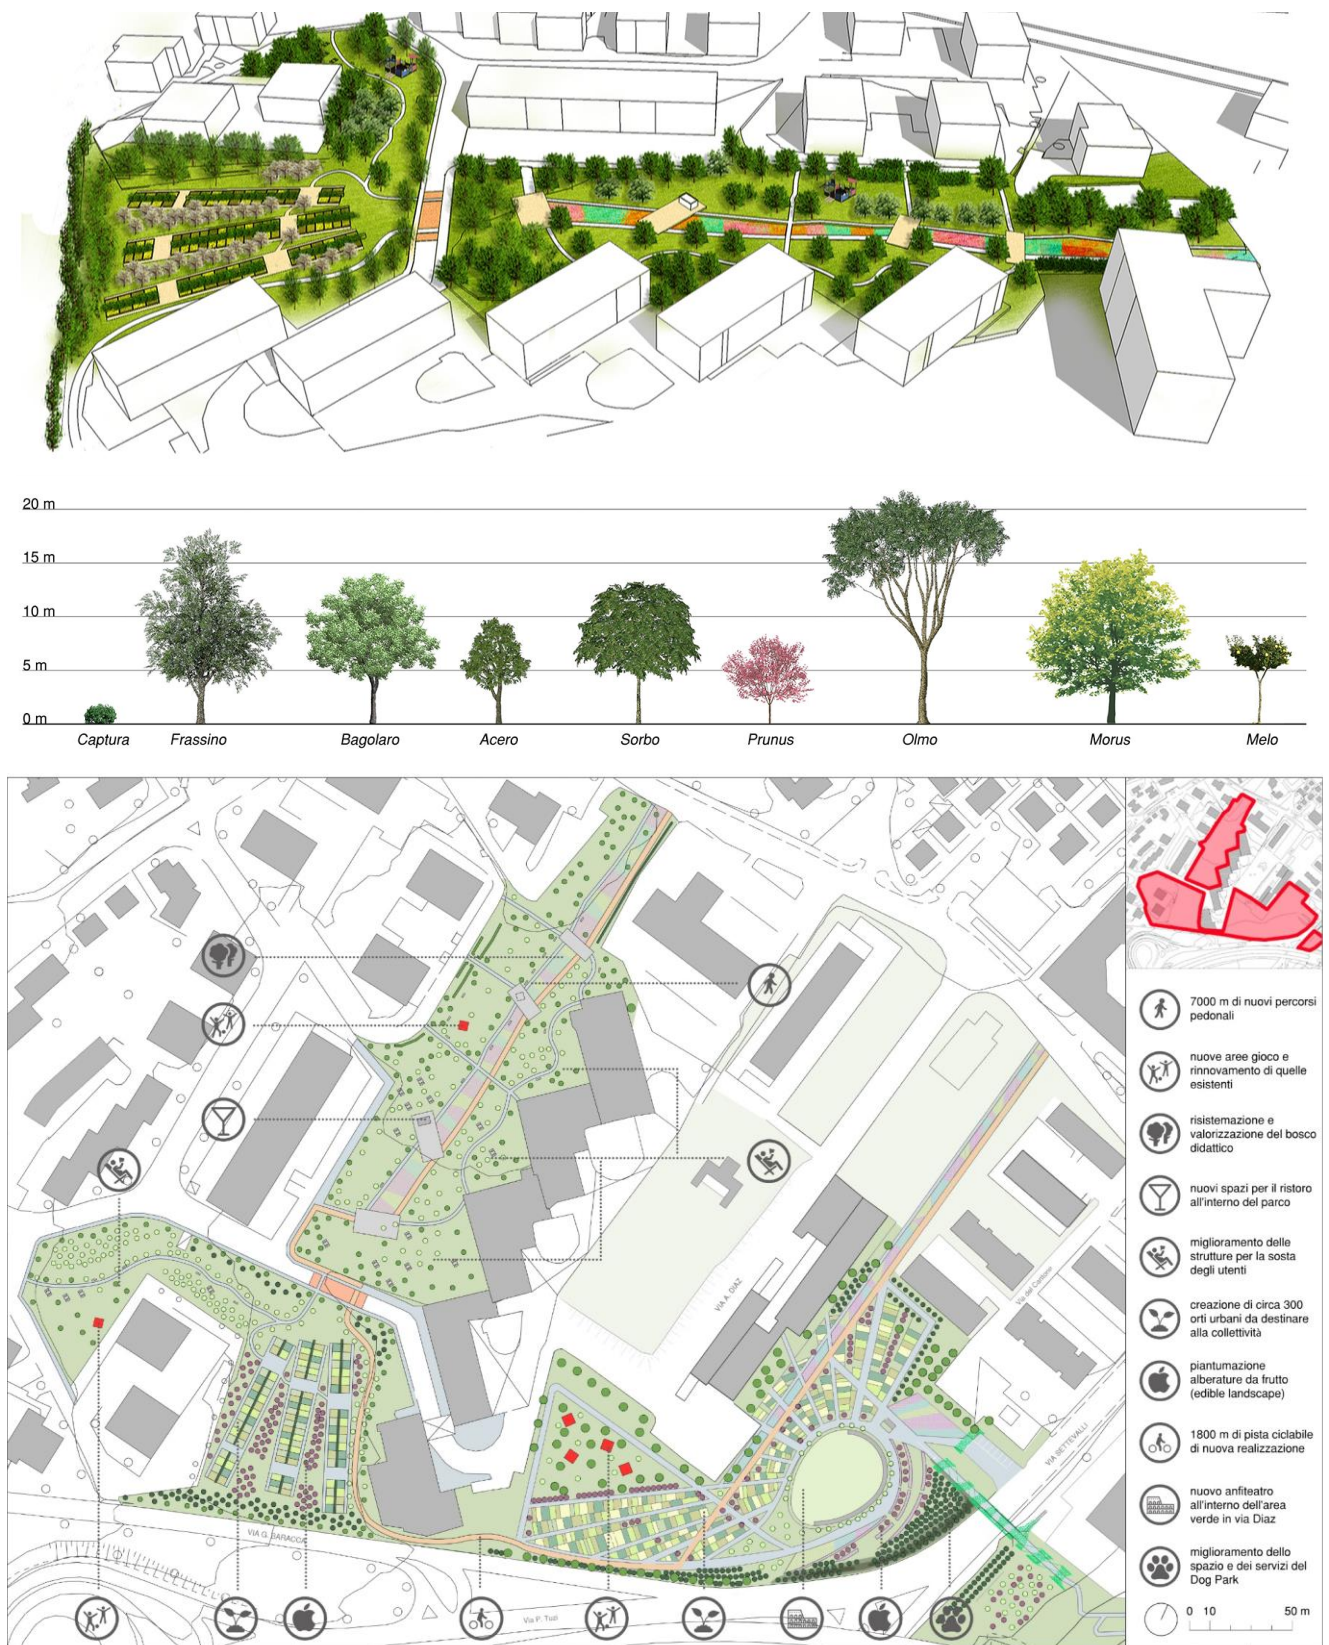 20 m
15 m
10 m
5 m
0 m
Captura
Frassino
Bagolaro
Acero
Sorbo
Prunus
Olmo
Morus
Melo
7000 m di nuovi percorsi
pedonali
nuove aree gioco e
rinnovamento di quelle
esistenti
risistemazione e
valorizzazione del bosco
didattico
nuovi spazi per il ristoro
all'interno del parco
miglioramento delle
strutture per la sosta
degli utenti
creazione di circa 300
orti urbani da destinare
alla collettività
piantumazione
alberature da frutto
(edible landscape)
1800 m di pista ciclabile
di nuova realizzazione
nuovo anfiteatro
all'interno dell'area
verde in via Diaz
miglioramento dello
spazio e dei servizi del
Dog Park
0 10 50 m
VIA A. DIAZ
Via del Cantone
VIA SETTEVALLI
VIA G. BARACCA
Via P. Tuzi